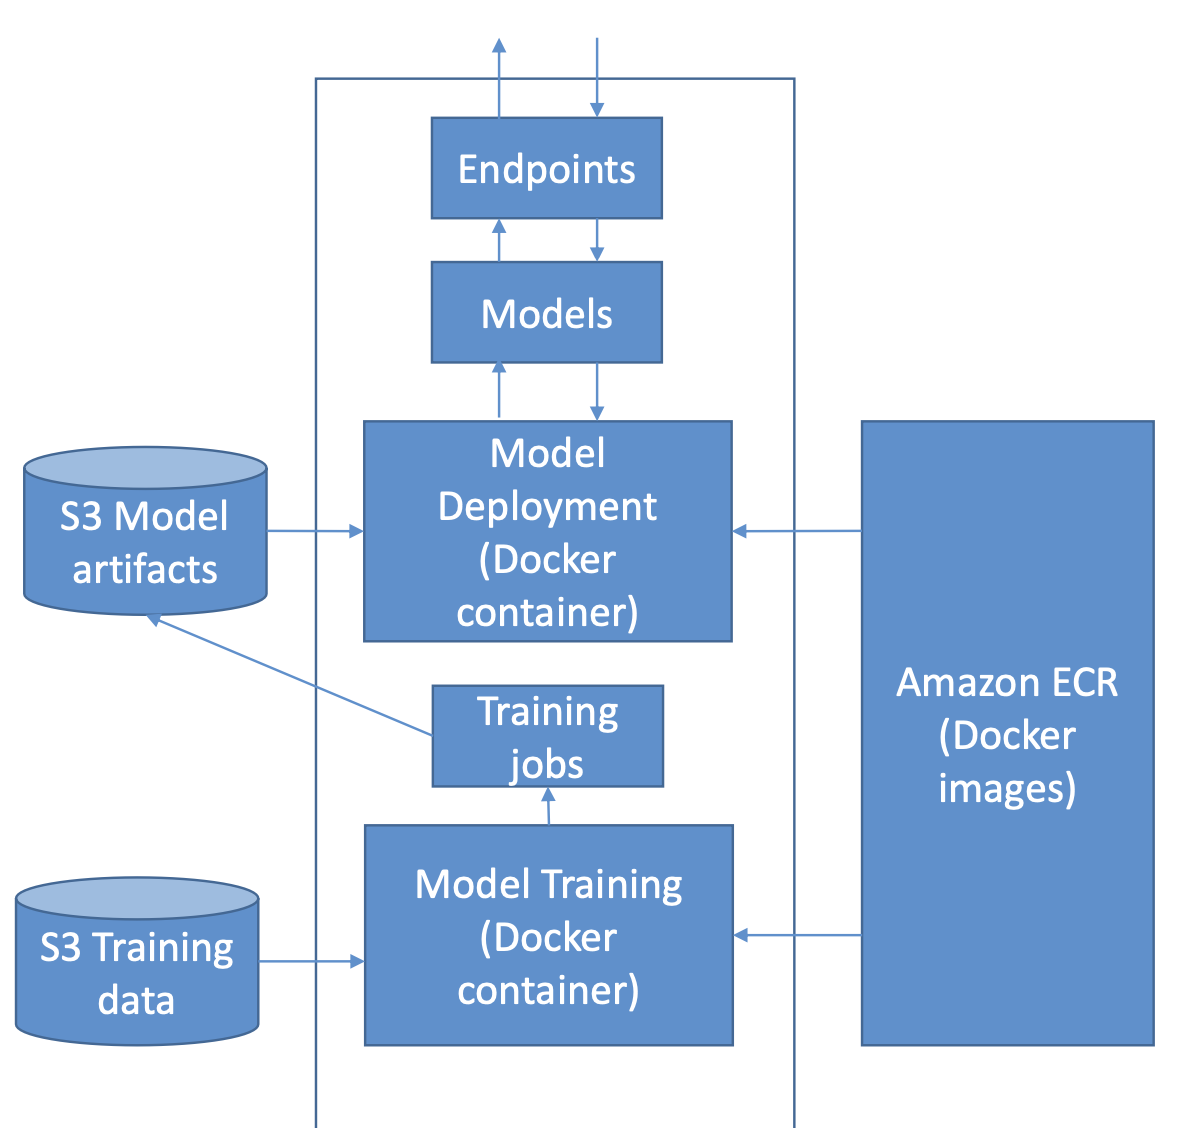 Endpoints
Models
Model
Deployment
(Docker
container)
S3 Model
artifacts
Training
jobs
Amazon ECR
(Docker
images)
Model Training
(Docker
container)
S3 Training
data